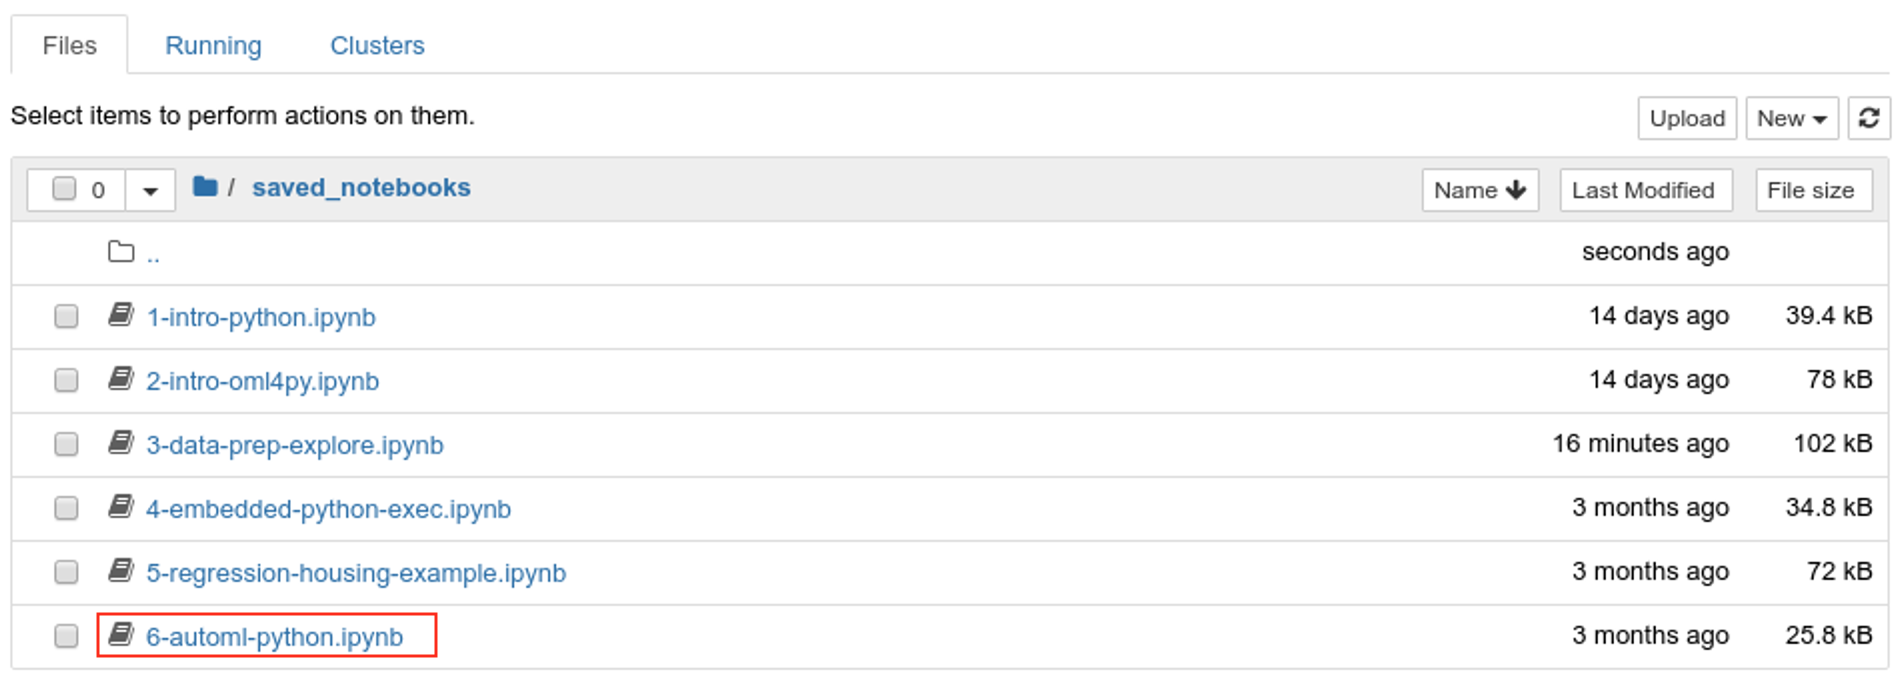 Files Running Clusters
Select items to perform actions on them.
Upload New
0 / saved_notebooks Name Last Modified File size
.. seconds ago
1-intro-python.ipynb 14 days ago 39.4 kB
2-intro-oml4py.ipynb 14 days ago 78 kB
3-data-prep-explore.ipynb 16 minutes ago 102 kB
4-embedded-python-exec.ipynb 3 months ago 34.8 kB
5-regression-housing-example.ipynb 3 months ago 72 kB
6-automl-python.ipynb 3 months ago 25.8 kB